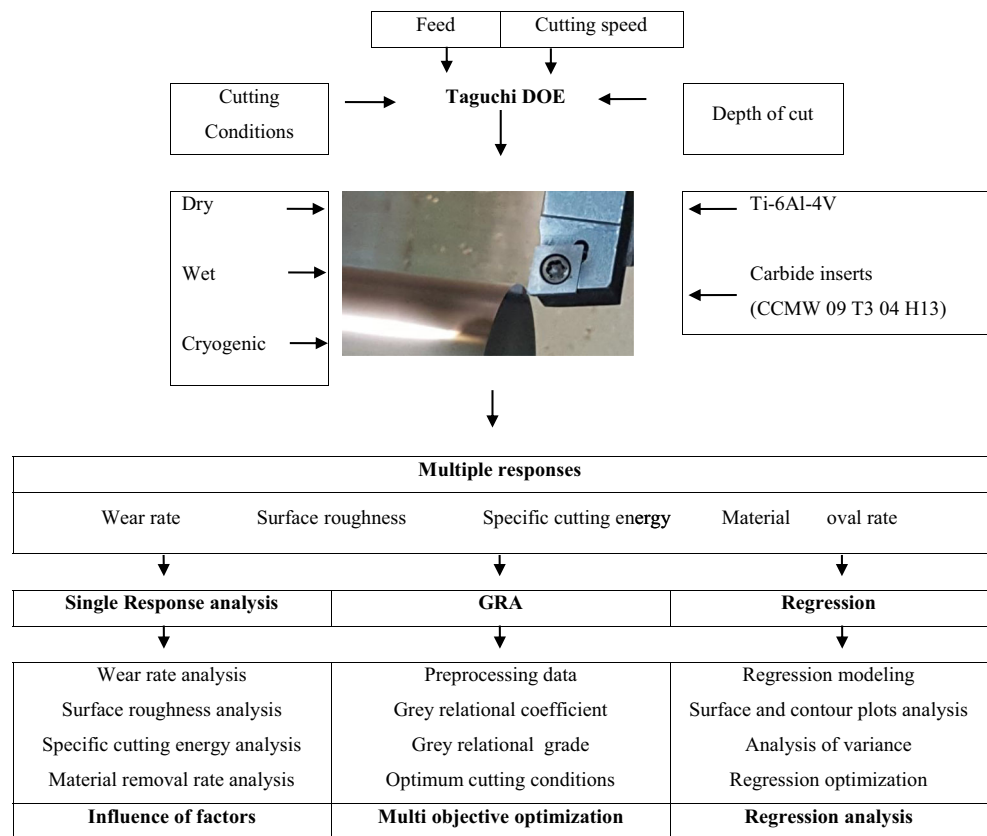 Feed Cutting speed
Cutting Conditions
Taguchi DOE
Depth of cut
Dry
Wet
Cryogenic
Ti-6Al-4V
Carbide inserts
(CCMW 09 T3 04 H13)
Multiple responses
Wear rate Surface roughness Specific cutting energy Material oval rate
Single Response analysis GRA Regression
Wear rate analysis Preprocessing data Regression modeling
Surface roughness analysis Grey relational coefficient Surface and contour plots analysis
Specific cutting energy analysis Grey relational grade Analysis of variance
Material removal rate analysis Optimum cutting conditions Regression optimization
Influence of factors Multi objective optimization Regression analysis